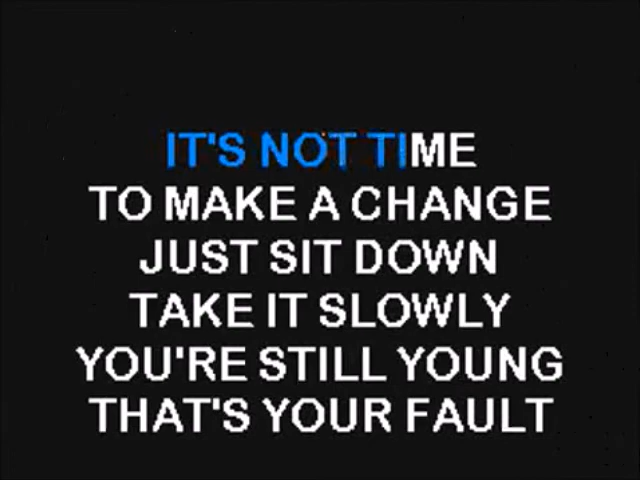 IT'S NOT TIME
TO MAKE A CHANGE
JUST SIT DOWN
TAKE IT SLOWLY
YOU'RE STILL YOUNG
THAT'S YOUR FAULT